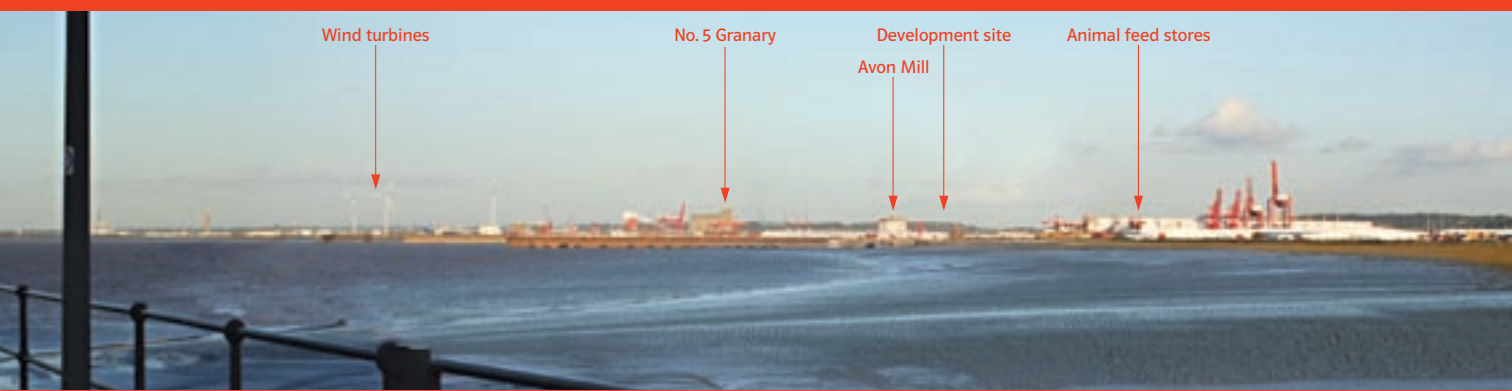 Wind turbines
No. 5 Granary
Development site
Animal feed stores
Avon Mill